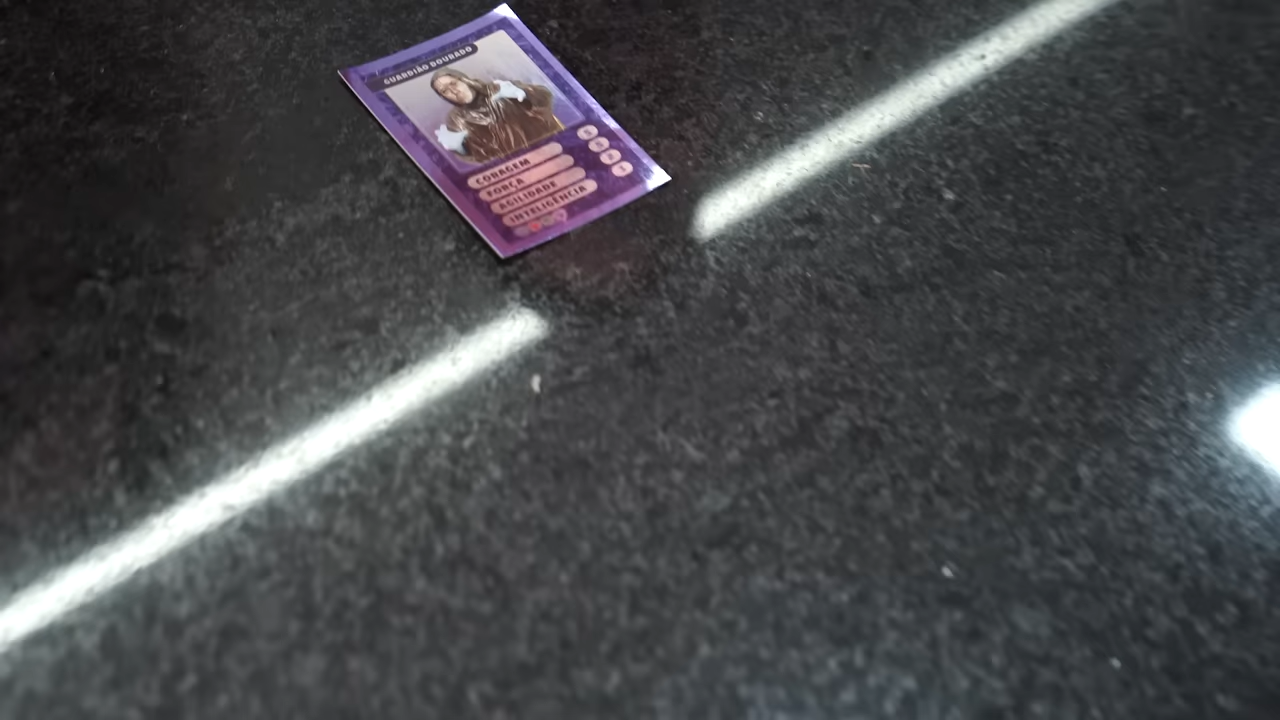 GUARDIÃO DOURADO
CORAGEM
FORÇA
AGILIDADE
INTELIGÊNCIA